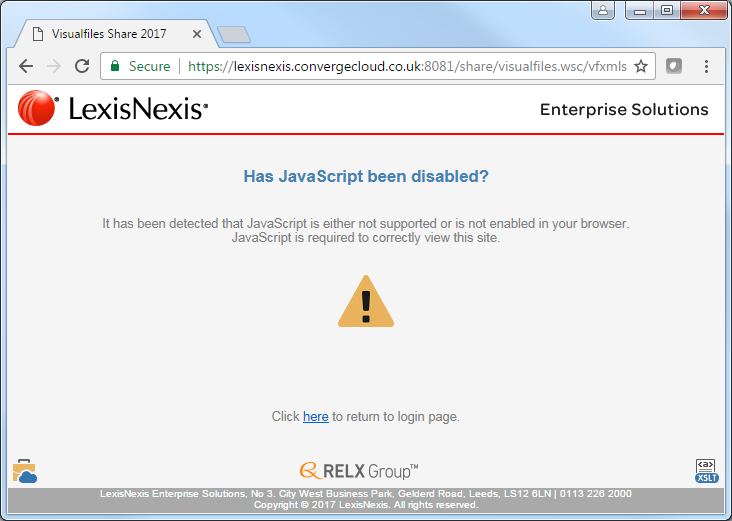 Visualfiles Share 2017
Secure
https://lexisnexis.convergecloud.co.uk:8081/share/visualfiles.wsc/vfxmls
LexisNexis®
Enterprise Solutions
Has JavaScript been disabled?
It has been detected that JavaScript is either not supported or is not enabled in your browser.
JavaScript is required to correctly view this site.
!
Click here to return to login page.
RELX Group™
<a>
XSLT
LexisNexis Enterprise Solutions, No 3. City West Business Park, Gelderd Road, Leeds, LS12 6LN | 0113 226 2000
Copyright © 2017 LexisNexis. All rights reserved.